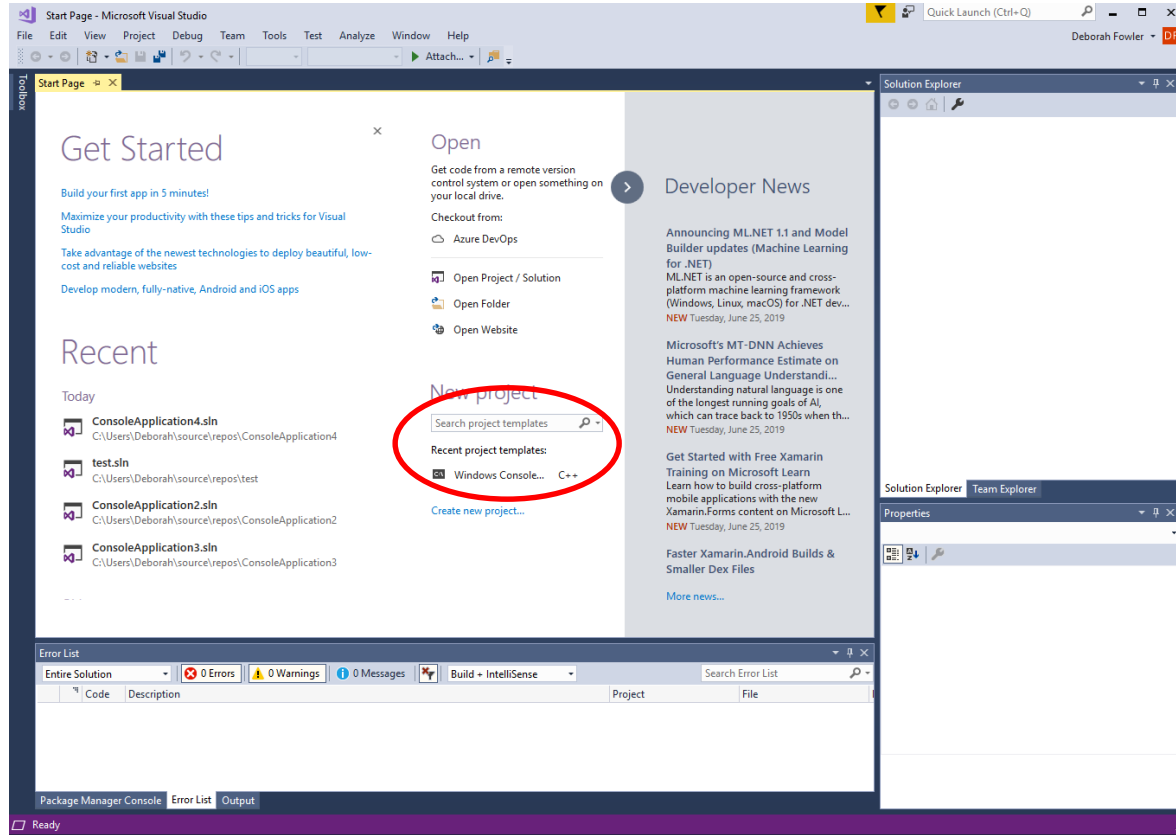 Start Page - Microsoft Visual Studio
Quick Launch (Ctrl+Q)
File Edit View Project Debug Team Tools Test Analyze Window Help
Deborah Fowler
DF
Attach...
Toolbox
Start Page
Get Started
Build your first app in 5 minutes!
Maximize your productivity with these tips and tricks for Visual
Studio
Take advantage of the newest technologies to deploy beautiful, low-
cost and reliable websites
Develop modern, fully-native, Android and iOS apps
Recent
Today
ConsoleApplication4.sln
C:\Users\Deborah\source\repos\ConsoleApplication4
test.sln
C:\Users\Deborah\source\repos\test
ConsoleApplication2.sln
C:\Users\Deborah\source\repos\ConsoleApplication2
ConsoleApplication3.sln
C:\Users\Deborah\source\repos\ConsoleApplication3
Open
Get code from a remote version
control system or open something on
your local drive.
Checkout from:
Azure DevOps
Open Project / Solution
Open Folder
Open Website
New project
Search project templates
Recent project templates:
Windows Console... C++
Create new project...
Developer News
Announcing ML.NET 1.1 and Model
Builder updates (Machine Learning
for .NET)
ML.NET is an open-source and cross-
platform machine learning framework
(Windows, Linux, macOS) for .NET dev...
NEW Tuesday, June 25, 2019
Microsoft's MT-DNN Achieves
Human Performance Estimate on
General Language Understandi...
Understanding natural language is one
of the longest running goals of AI,
which can trace back to 1950s when th...
NEW Tuesday, June 25, 2019
Get Started with Free Xamarin
Training on Microsoft Learn
Learn how to build cross-platform
mobile applications with the new
Xamarin.Forms content on Microsoft L...
NEW Tuesday, June 25, 2019
Faster Xamarin.Android Builds &
Smaller Dex Files
More news...
Solution Explorer
Solution Explorer Team Explorer
Properties
Error List
Entire Solution 0 Errors 0 Warnings 0 Messages Build + IntelliSense Search Error List
Code Description Project File
Package Manager Console Error List Output
Ready